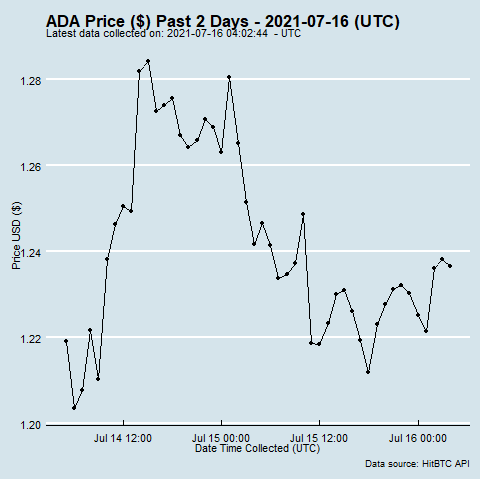 ADA Price ($) Past 2 Days - 2021-07-16 (UTC)
Latest data collected on: 2021-07-16 04:02:44  - UTC
Price USD ($)
1.28
1.26
1.24
1.22
1.20
Jul 14 12:00
Jul 15 00:00
Jul 15 12:00
Jul 16 00:00
Date Time Collected (UTC)
Data source: HitBTC API